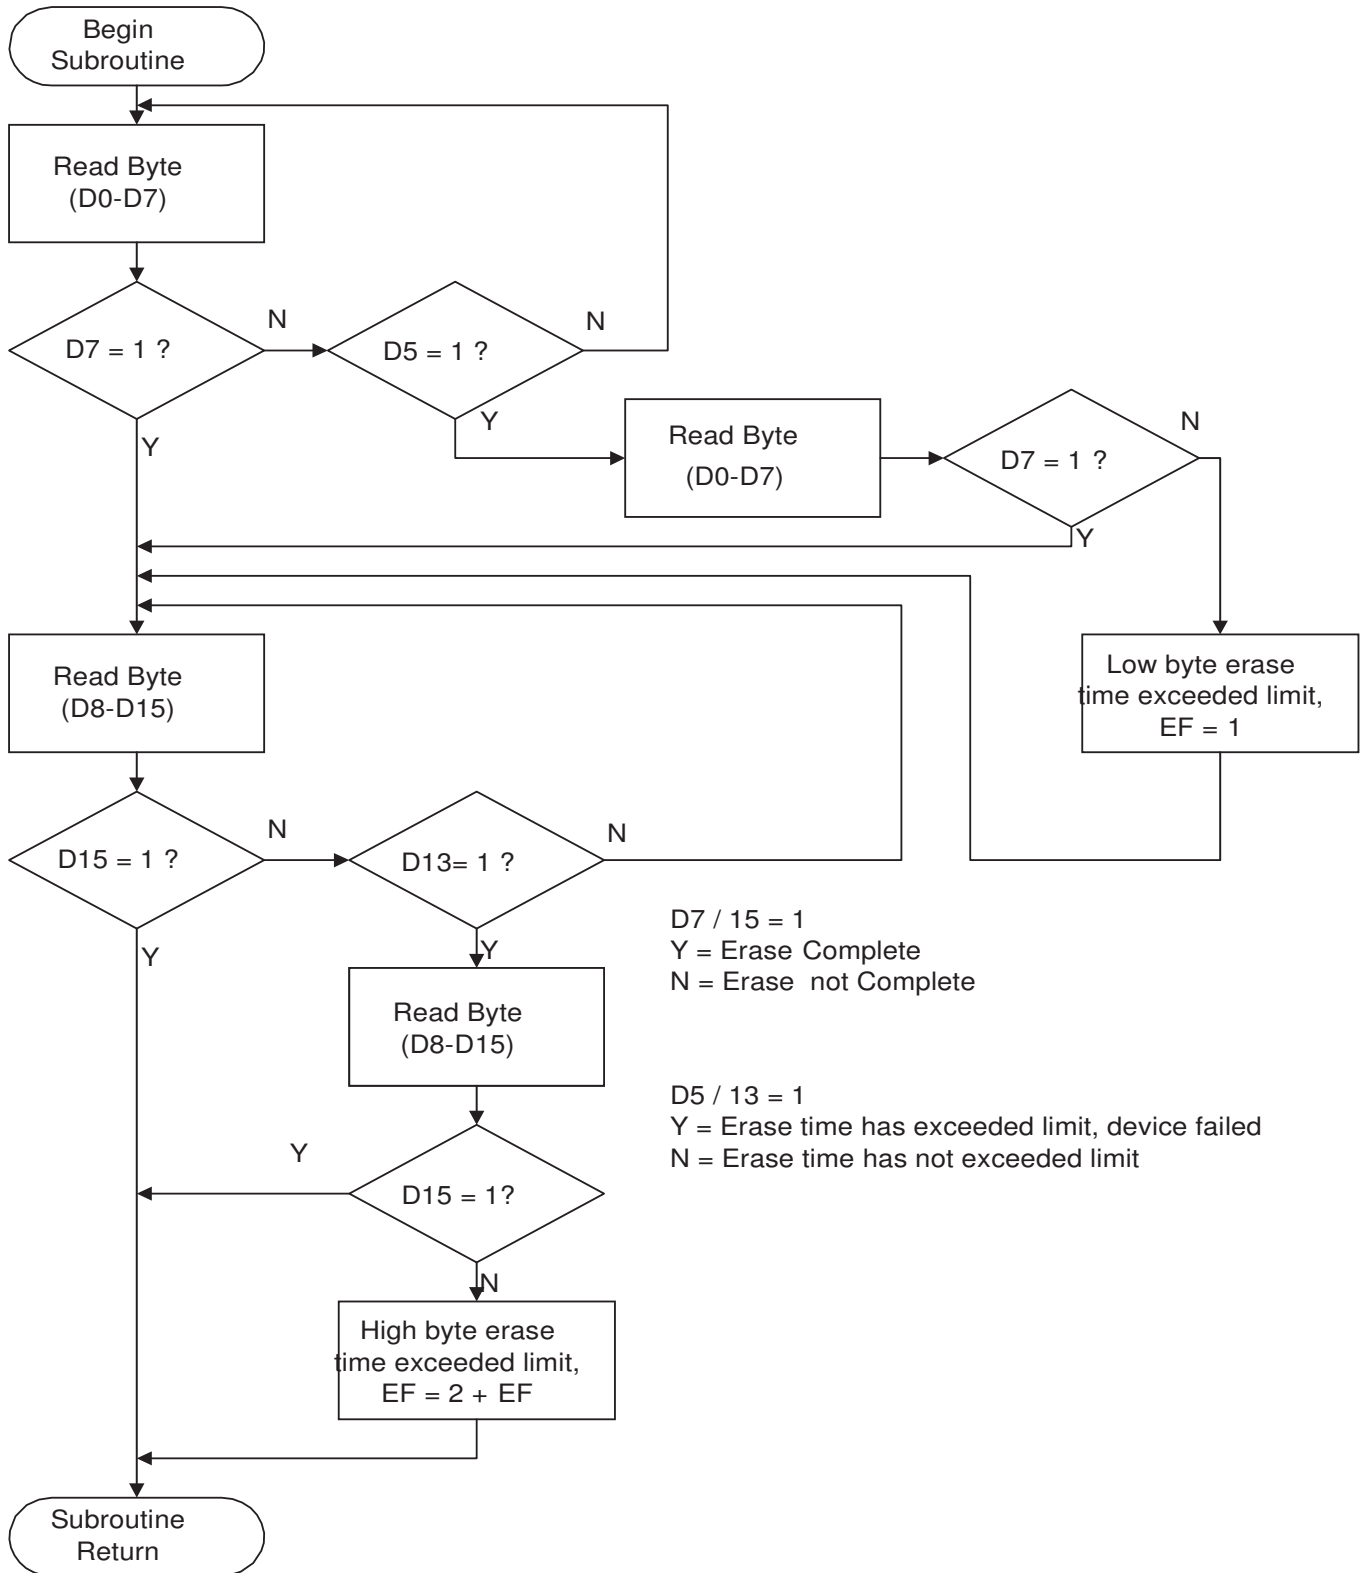 Begin
Subroutine
Read Byte
(D0-D7)
D7 = 1 ?
N
D5 = 1 ?
N
Y
Y
Read Byte
(D0-D7)
D7 = 1 ?
N
Y
Low byte erase
time exceeded limit,
EF = 1
Read Byte
(D8-D15)
D15 = 1 ?
N
D13= 1 ?
N
Y
Y
D7 / 15 = 1
Y = Erase Complete
N = Erase not Complete
Read Byte
(D8-D15)
D5 / 13 = 1
Y = Erase time has exceeded limit, device failed
N = Erase time has not exceeded limit
Y
D15 = 1?
N
High byte erase
time exceeded limit,
EF = 2 + EF
Subroutine
Return